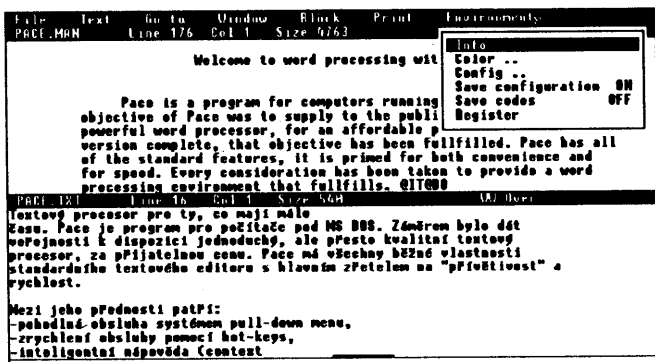 File Text Go to Window Block Print Environments
PACE.MAN Line 176 Col 1 Size 4763
Info
Color ..
Config ..
Save configuration ON
Save codes OFF
Register
Welcome to word processing wit
Pace is a program for computers running
objective of Pace was to supply to the publi
powerful word processor, for an affordable p
version complete, that objective has been fullfilled. Pace has all
of the standard features, it is primed for both convenience and
for speed. Every consideration has been taken to provide a word
processing environment that fullfills. @IT@BO
PACE.TXT Line 16 Col 1 Size 540 WW Over
Textový procesor pro ty, co mají málo
času. Pace je program pro počítače pod MS DOS. Záměrem bylo dát
veřejnosti k dispozici jednoduchý, ale přesto kvalitní textový
procesor, za přijatelnou cenu. Pace má všechny běžné vlastnosti
standardního textového editoru s hlavním zřetelem na "přívětivost" a
rychlost.
Mezi jeho přednosti patří:
-pohodlná obsluha systémem pull-down menu,
-zrychlení obsluhy pomocí hot-keys,
-inteligentní nápověda (context